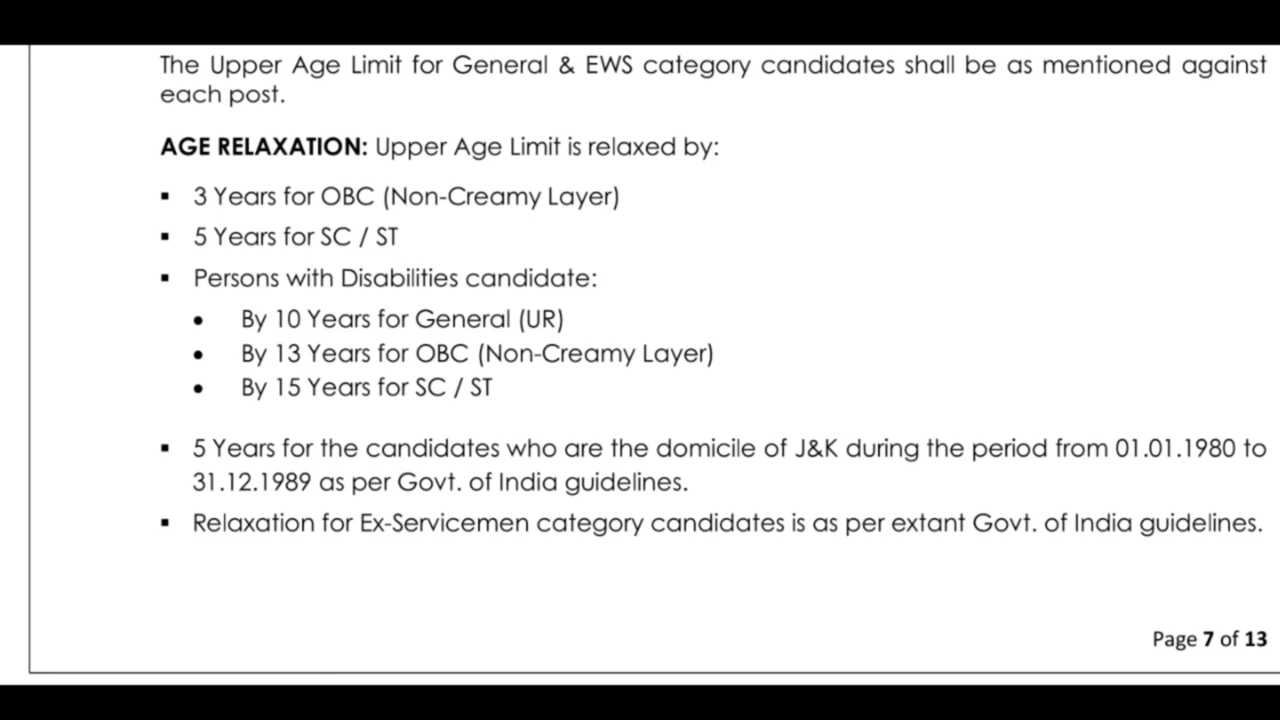 The Upper Age Limit for General & EWS category candidates shall be as mentioned against
each post.
AGE RELAXATION: Upper Age Limit is relaxed by:
▪ 3 Years for OBC (Non-Creamy Layer)
▪ 5 Years for SC / ST
▪ Persons with Disabilities candidate:
• By 10 Years for General (UR)
• By 13 Years for OBC (Non-Creamy Layer)
• By 15 Years for SC / ST
▪ 5 Years for the candidates who are the domicile of J&K during the period from 01.01.1980 to
31.12.1989 as per Govt. of India guidelines.
▪ Relaxation for Ex-Servicemen category candidates is as per extant Govt. of India guidelines.
Page 7 of 13